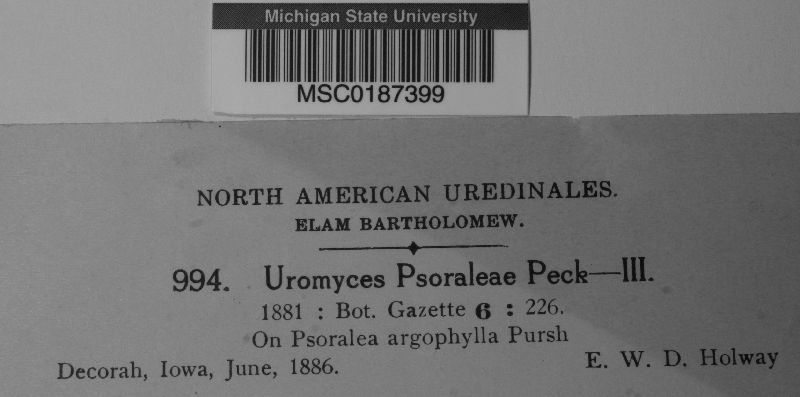 Michigan State University
MSC0187399
NORTH AMERICAN UREDINALES.
ELAM BARTHOLOMEW.
994. Uromyces Psoraleae Peck—III.
1881 : Bot. Gazette 6 : 226.
On Psoralea argophylla Pursh
Decorah, Iowa, June, 1886. E. W. D. Holway